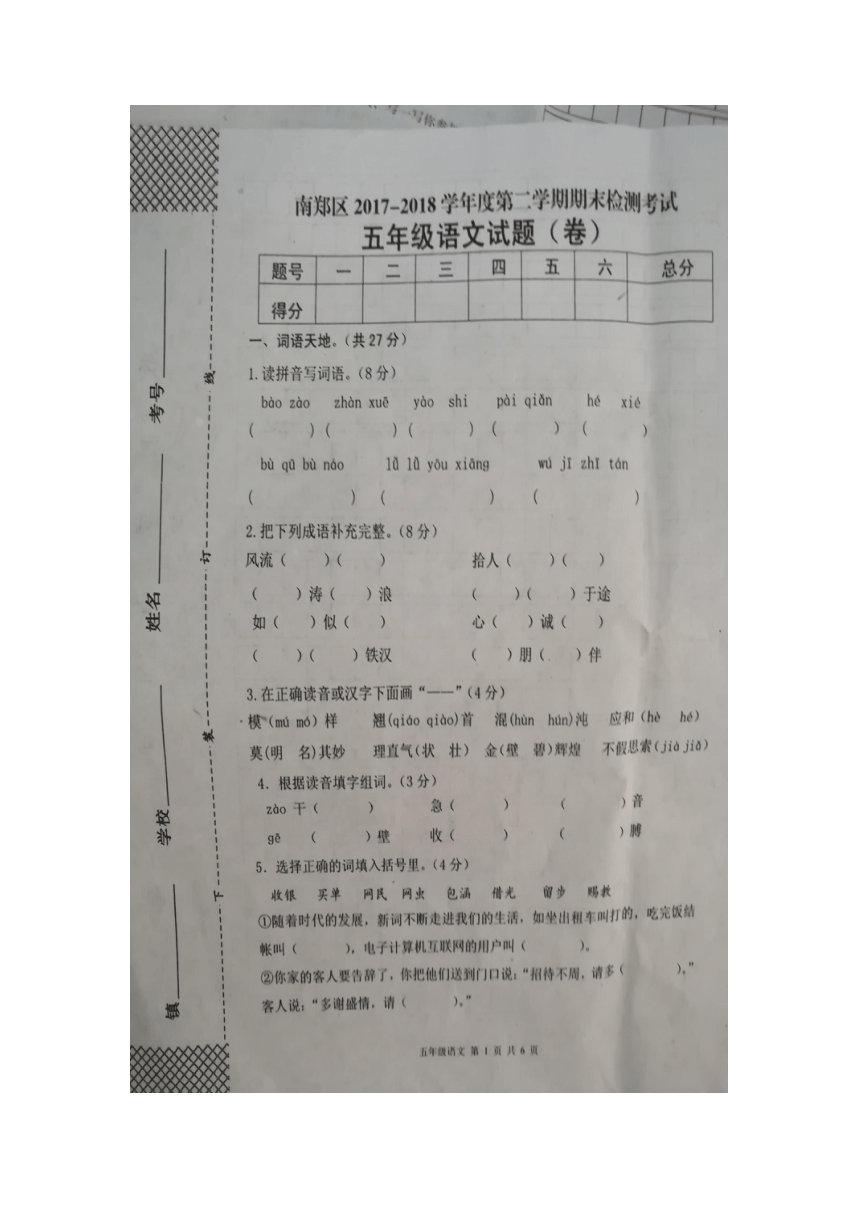 南郑区 2017-2018 学年度第二学期期末检测考试
五年级语文试题（卷）
题号 一 二 三 四 五 六 总分
得分
一、词语天地。（共 27 分）
1.读拼音写词语。（8 分）
bào zào zhàn xuē yào shi pài qiǎn hé xié
（ ）（ ）（ ）（ ）（ ）
bù qū bù náo lǚ lǚ yōu xiāng wú jī zhī tán
（ ）（ ）（ ）
2.把下列成语补充完整。（8 分）
风流（ ）（ ） 拾人（ ）（ ）
（ ）涛（ ）浪 （ ）（ ）于途
如（ ）似（ ） 心（ ）诚（ ）
（ ）（ ）铁汉 （ ）朋（ ）伴
3.在正确读音或汉字下面画“——”（4 分）
模（mú mó）样 翘(qiáo qiào)首 混(hùn hún)沌 应和（hè hé）
莫(明 名)其妙 理直气(状 壮) 金(壁 碧)辉煌 不假思索(jià jiǎ)
4. 根据读音填字组词。（3 分）
zào 干（ ） 急（ ） （ ）音
gē （ ）壁 收（ ） （ ）膊
5. 选择正确的词填入括号里。（4 分）
收银 买单 网民 网虫 包涵 借光 留步 赐教
①随着时代的发展，新词不断走进我们的生活，如坐出租车叫打的，吃完饭结
帐叫（ ），电子计算机互联网的用户叫（ ）。
②你家的客人要告辞了，你把他们送到门口说：“招待不周，请多（ ）。”
客人说：“多谢盛情，请（ ）。”
五年级语文 第 1 页 共 6 页
考号
姓名
学校
镇
线
订
装
下